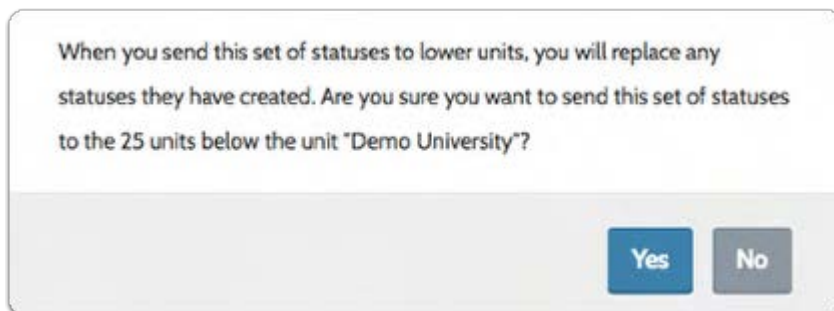 When you send this set of statuses to lower units, you will replace any
statuses they have created. Are you sure you want to send this set of statuses
to the 25 units below the unit "Demo University"?
Yes No